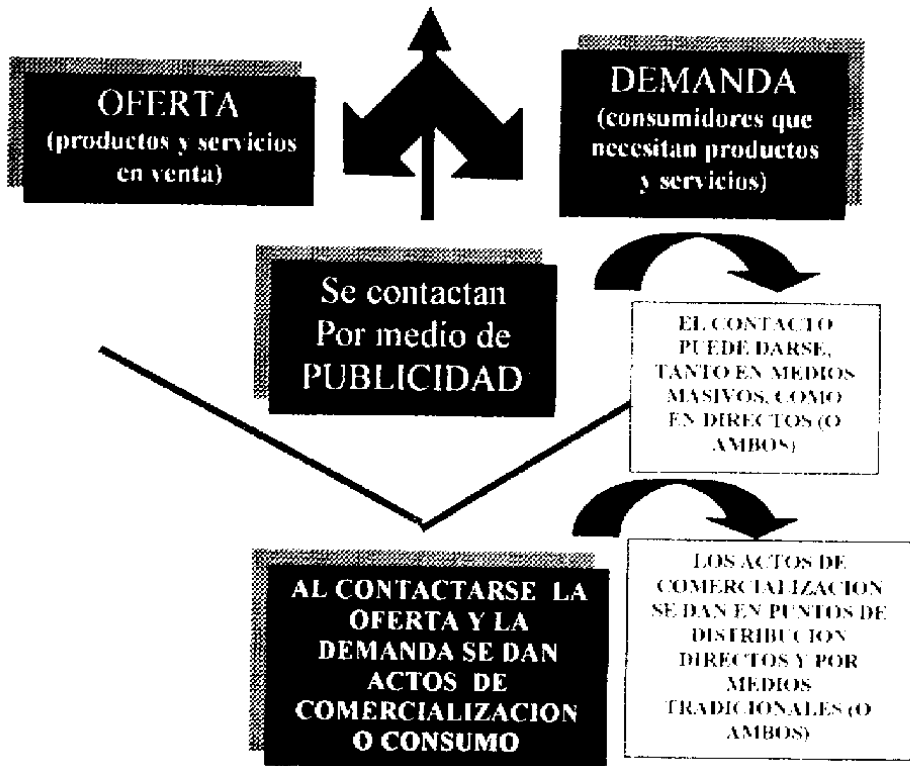 OFERTA
(productos y servicios
en venta)
DEMANDA
(consumidores que
necesitan productos
y servicios)
Se contactan
Por medio de
PUBLICIDAD
EL CONTACTO
PUEDE DARSE,
TANTO EN MEDIOS
MASIVOS, COMO
EN DIRECTOS (O
AMBOS)
AL CONTACTARSE LA
OFERTA Y LA
DEMANDA SE DAN
ACTOS DE
COMERCIALIZACION
O CONSUMO
LOS ACTOS DE
COMERCIALIZACION
SE DAN EN PUNTOS DE
DISTRIBUCION
DIRECTOS Y POR
MEDIOS
TRADICIONALES (O
AMBOS)